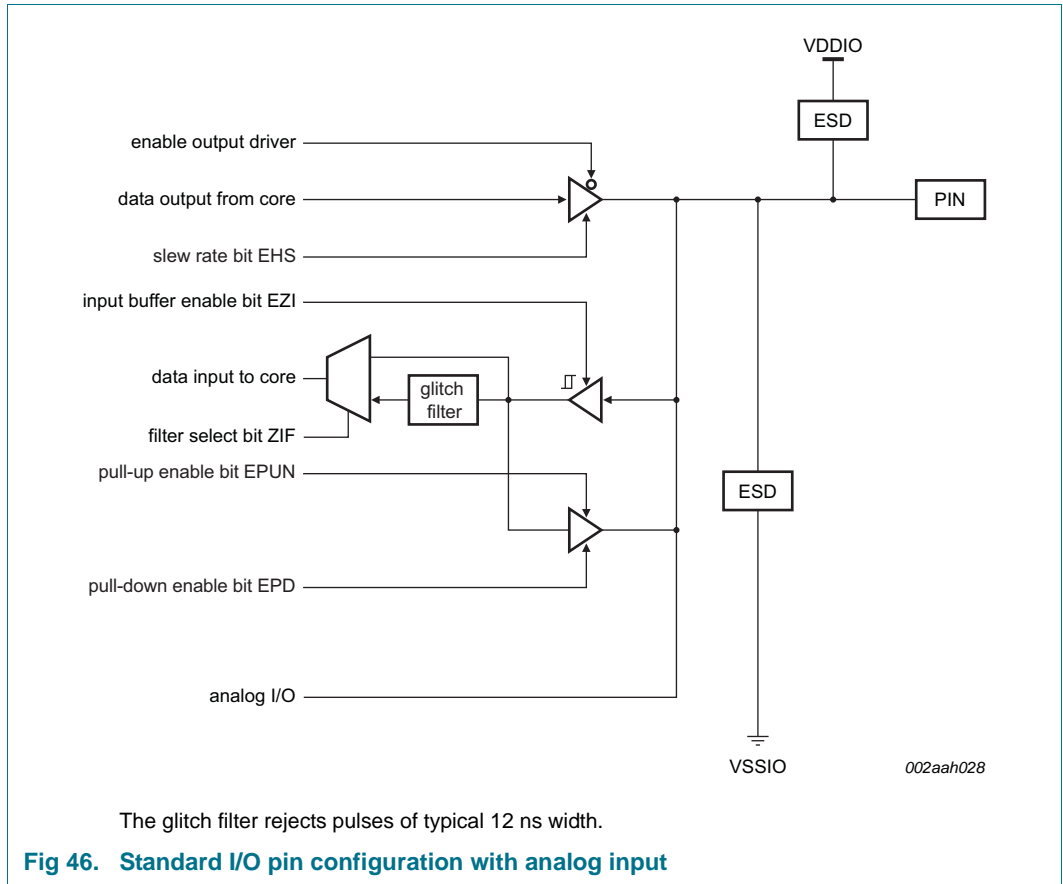 VDDIO
ESD
enable output driver
data output from core
PIN
slew rate bit EHS
input buffer enable bit EZI
data input to core
glitch
filter
filter select bit ZIF
pull-up enable bit EPUN
ESD
pull-down enable bit EPD
analog I/O
VSSIO
002aah028
The glitch filter rejects pulses of typical 12 ns width.
Fig 46. Standard I/O pin configuration with analog input